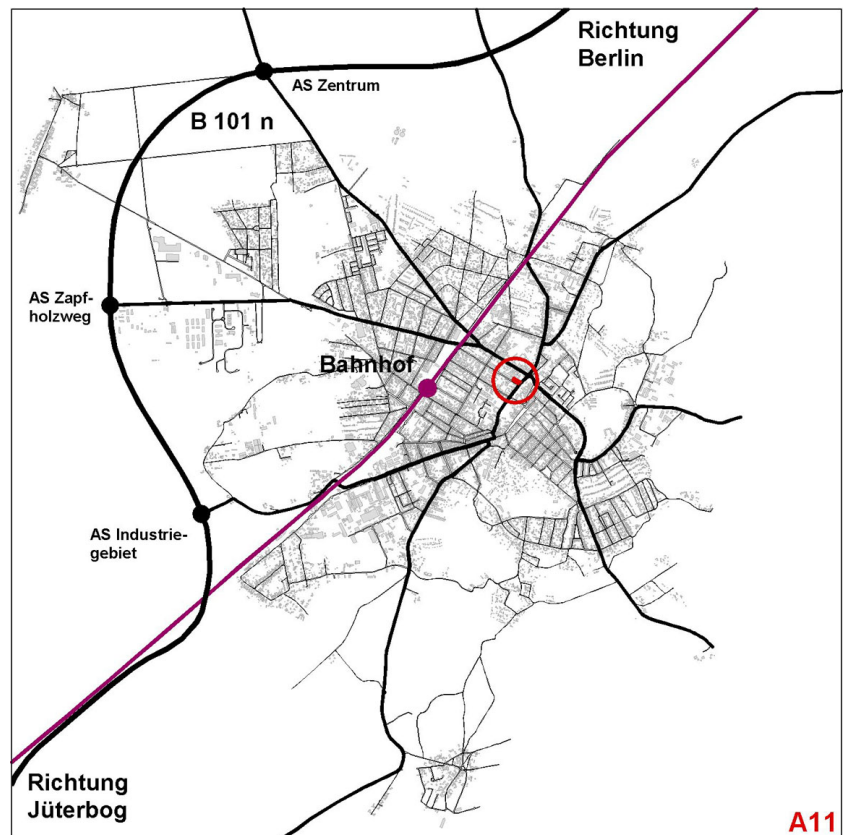 Richtung
Berlin
AS Zentrum
B 101 n
AS Zapf-
holzweg
Bahnhof
AS Industrie-
gebiet
Richtung
Jüterbog
A11